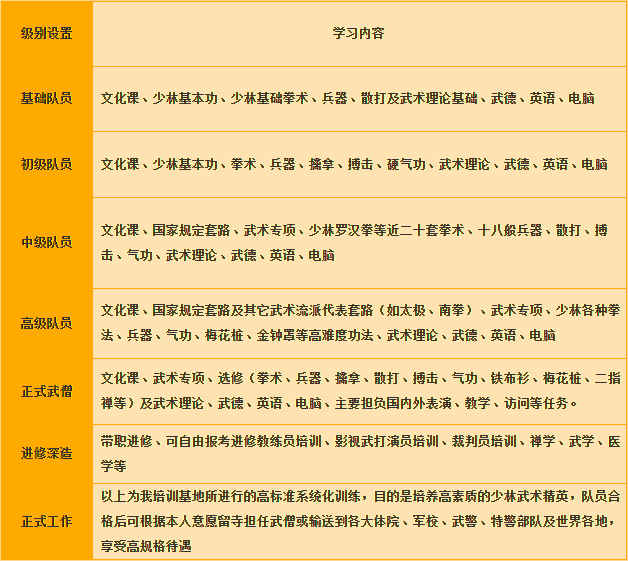 级别设置
学习内容
基础队员
文化课、少林基本功、少林基础拳术、兵器、散打及武术理论基础、武德、英语、电脑
初级队员
文化课、少林基本功、拳术、兵器、擒拿、搏击、硬气功、武术理论、武德、英语、电脑
中级队员
文化课、国家规定套路、武术专项、少林罗汉拳等近二十套拳术、十八般兵器、散打、搏
击、气功、武术理论、武德、英语、电脑
高级队员
文化课、国家规定套路及其它武术流派代表套路（如太极、南拳）、武术专项、少林各种拳
法、兵器、气功、梅花桩、金钟罩等高难度功法、武术理论、武德、英语、电脑
正式武僧
文化课、武术专项、选修（拳术、兵器、擒拿、散打、搏击、气功、铁布衫、梅花桩、二指
禅等）及武术理论、武德、英语、电脑、主要担负国内外表演、教学、访问等任务。
进修深造
带职进修、可自由报考进修教练员培训、影视武打演员培训、裁判员培训、禅学、武学、医
学等
正式工作
以上为我培训基地所进行的高标准系统化训练，目的是培养高素质的少林武术精英，队员合
格后可根据本人意愿留寺担任武僧或输送到各大体院、军校、武警、特警部队及世界各地，
享受高规格待遇